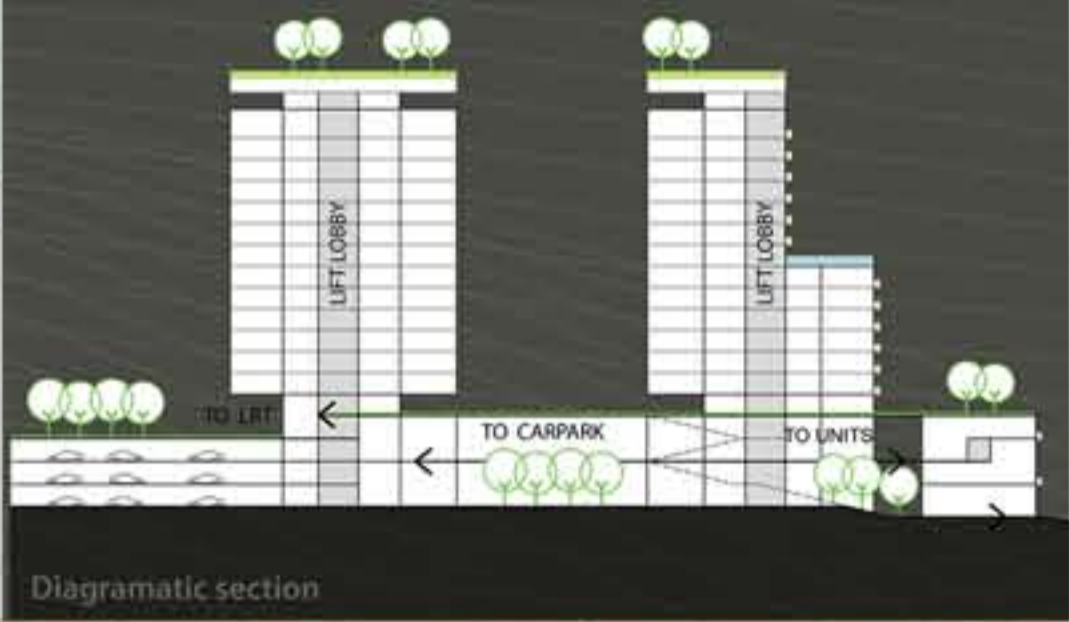 LIFT LOBBY
LIFT LOBBY
TO LRT
TO CARPARK
TO UNITS
Diagramatic section